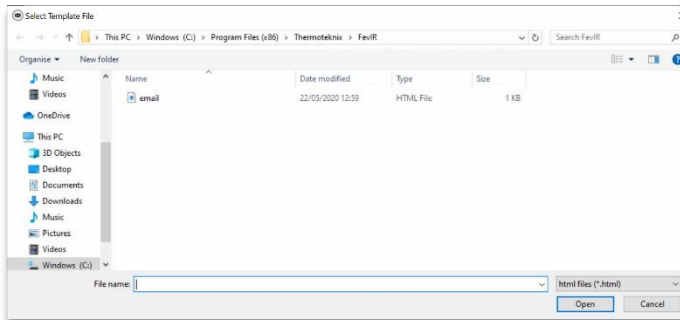 Select Template File
This PC › Windows (C:) › Program Files (x86) › Thermoteknix › FevIR
Search FevIR
Organise
New folder
Name
Date modified
Type
Size
email
22/05/2020 12:59
HTML File
1 KB
Music
Videos
OneDrive
This PC
3D Objects
Desktop
Documents
Downloads
Music
Pictures
Videos
Windows (C:)
File name:
html files (*.html)
Open
Cancel